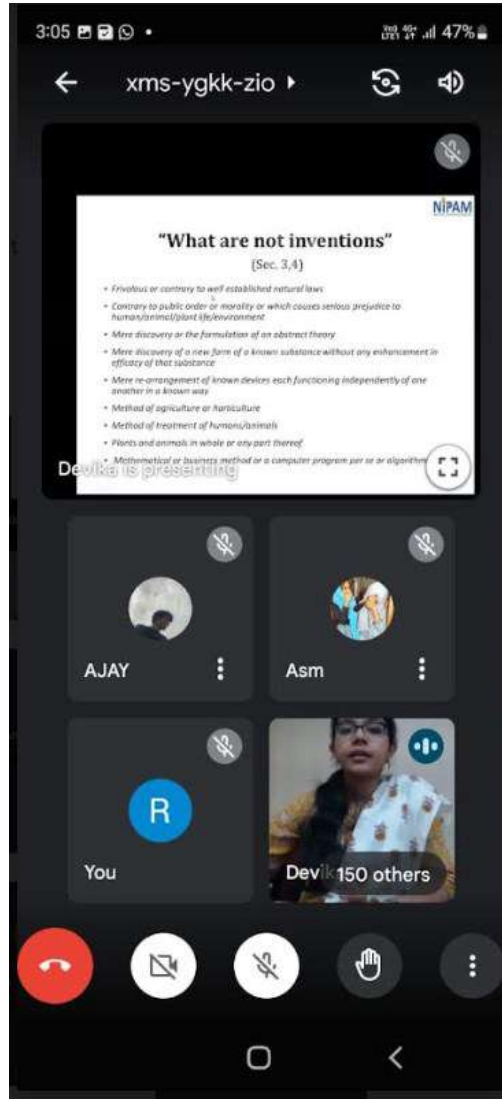 3:05
Vo)) 4G+
LTE1
47%
xms-ygkk-zio
NiPAM
“What are not inventions”
(Sec. 3,4)
• Frivolous or contrary to well established natural laws
• Contrary to public order or morality or which causes serious prejudice to
human/animal/plant life/environment
• Mere discovery or the formulation of an abstract theory
• Mere discovery of a new form of a known substance without any enhancement in
efficacy of that substance
• Mere re-arrangement of known devices each functioning independently of one
another in a known way
• Method of agriculture or horticulture
• Method of treatment of humans/animals
• Plants and animals in whole or any part thereof
• Mathematical or business method or a computer program per se or algorithm
Devika is presenting
AJAY
Asm
R
You
Devik
150 others